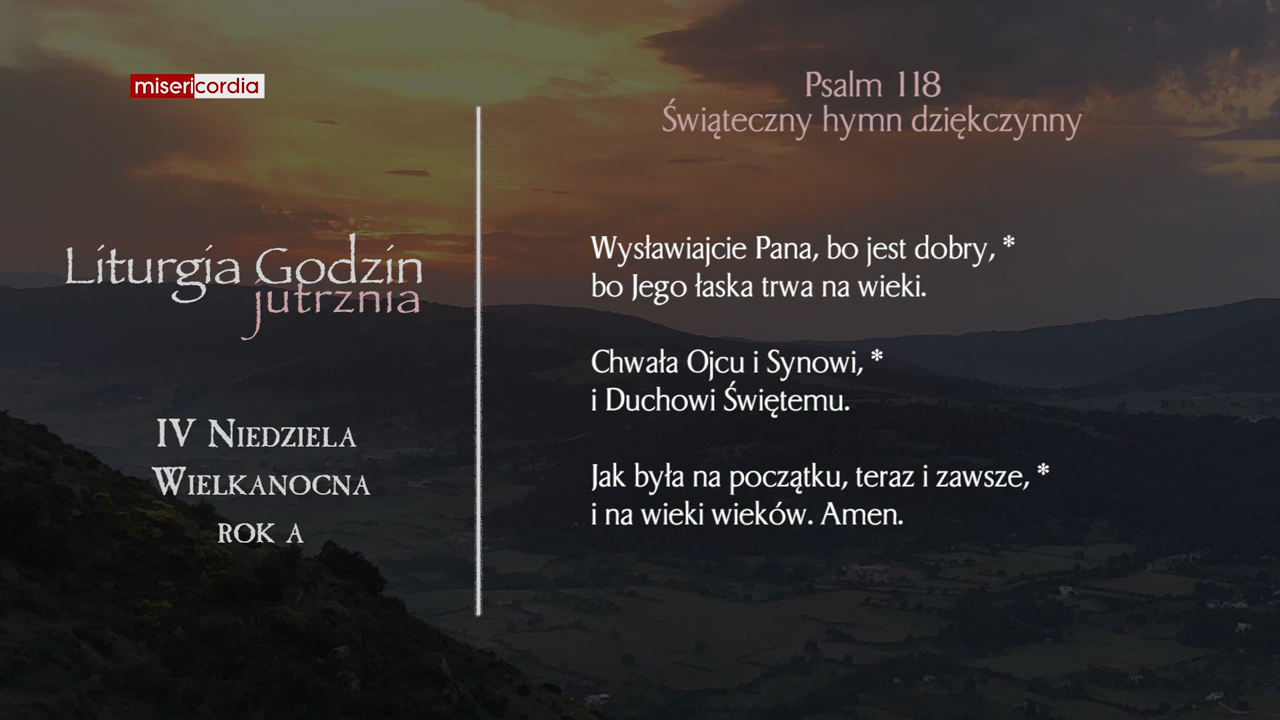 misericordia
Liturgia Godzin
jutrznia
IV Niedziela
Wielkanocna
rok A
Psalm 118
Świąteczny hymn dziękczynny
Wysławiajcie Pana, bo jest dobry, *
bo Jego łaska trwa na wieki.
Chwała Ojcu i Synowi, *
i Duchowi Świętemu.
Jak była na początku, teraz i zawsze, *
i na wieki wieków. Amen.